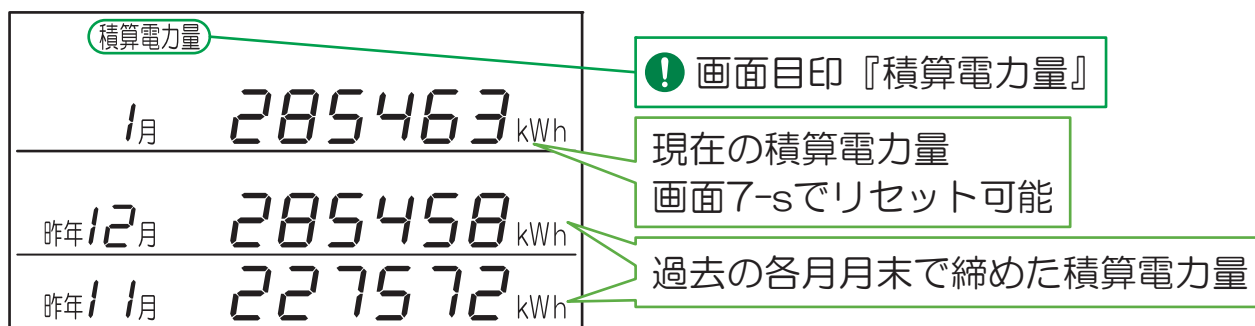 積算電力量
画面目印『積算電力量』
1月 285463 kWh
現在の積算電力量
画面7-sでリセット可能
昨年12月 285458 kWh
過去の各月月末で締めた積算電力量
昨年11月 227572 kWh